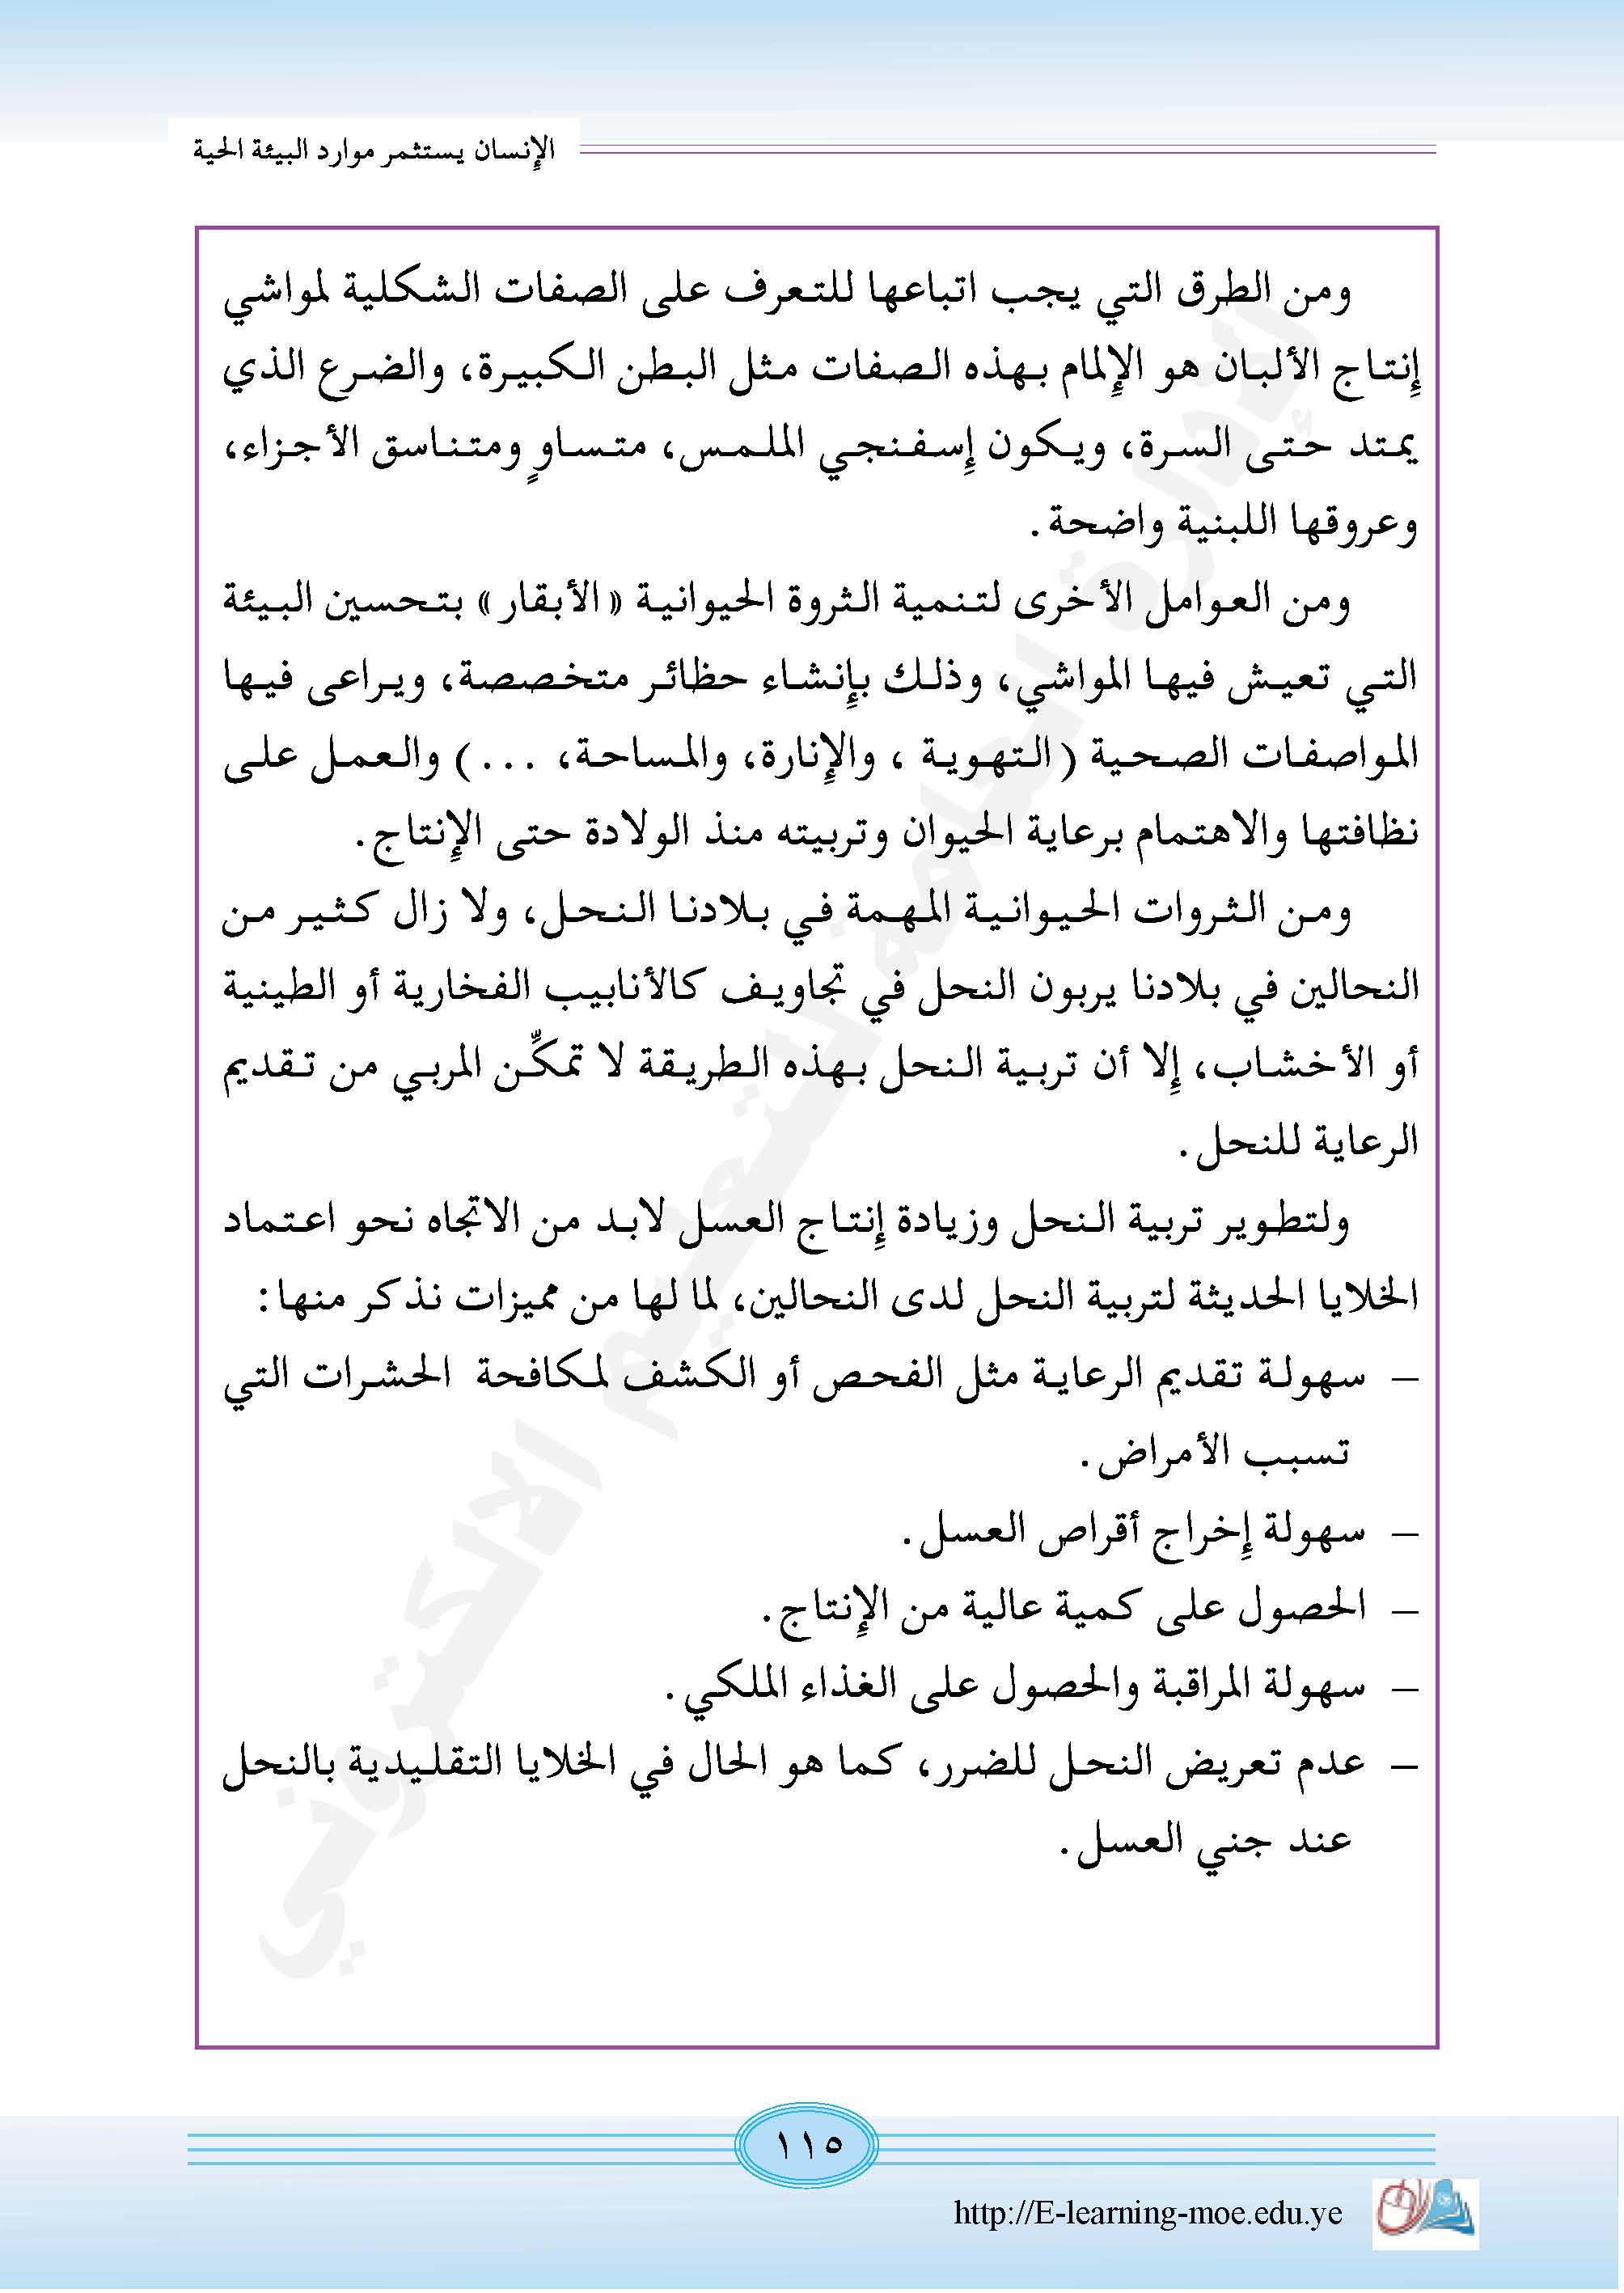 الإنسان يستثمر موارد البيئة الحية
ومن الطرق التي يجب اتباعها للتعرف على الصفات الشكلية لمواشي
إنتاج الألبان هو الإلمام بهذه الصفات مثل البطن الكبيرة، والضرع الذي
يمتد حتى السرة، ويكون إسفنجي الملمس، متساوٍ ومتناسق الأجزاء،
وعروقها اللبنية واضحة.
ومن العوامل الأخرى لتنمية الثروة الحيوانية «الأبقار» بتحسين البيئة
التي تعيش فيها المواشي، وذلك بإنشاء حظائر متخصصة، ويراعى فيها
المواصفات الصحية (التهوية ، والإنارة، والمساحة، ...) والعمل على
نظافتها والاهتمام برعاية الحيوان وتربيته منذ الولادة حتى الإنتاج.
ومن الثروات الحيوانية المهمة في بلادنا النحل، ولا زال كثير من
النحالين في بلادنا يربون النحل في تجاويف كالأنابيب الفخارية أو الطينية
أو الأخشاب، إلا أن تربية النحل بهذه الطريقة لا تمكِّن المربي من تقديم
الرعاية للنحل.
ولتطوير تربية النحل وزيادة إنتاج العسل لابد من الاتجاه نحو اعتماد
الخلايا الحديثة لتربية النحل لدى النحالين، لما لها من مميزات نذكر منها:
– سهولة تقديم الرعاية مثل الفحص أو الكشف لمكافحة الحشرات التي
تسبب الأمراض.
– سهولة إخراج أقراص العسل.
– الحصول على كمية عالية من الإنتاج.
– سهولة المراقبة والحصول على الغذاء الملكي.
– عدم تعريض النحل للضرر، كما هو الحال في الخلايا التقليدية بالنحل
عند جني العسل.
الإدارة العامة للتعليم الالكتروني
١١٥
http://E-learning-moe.edu.ye